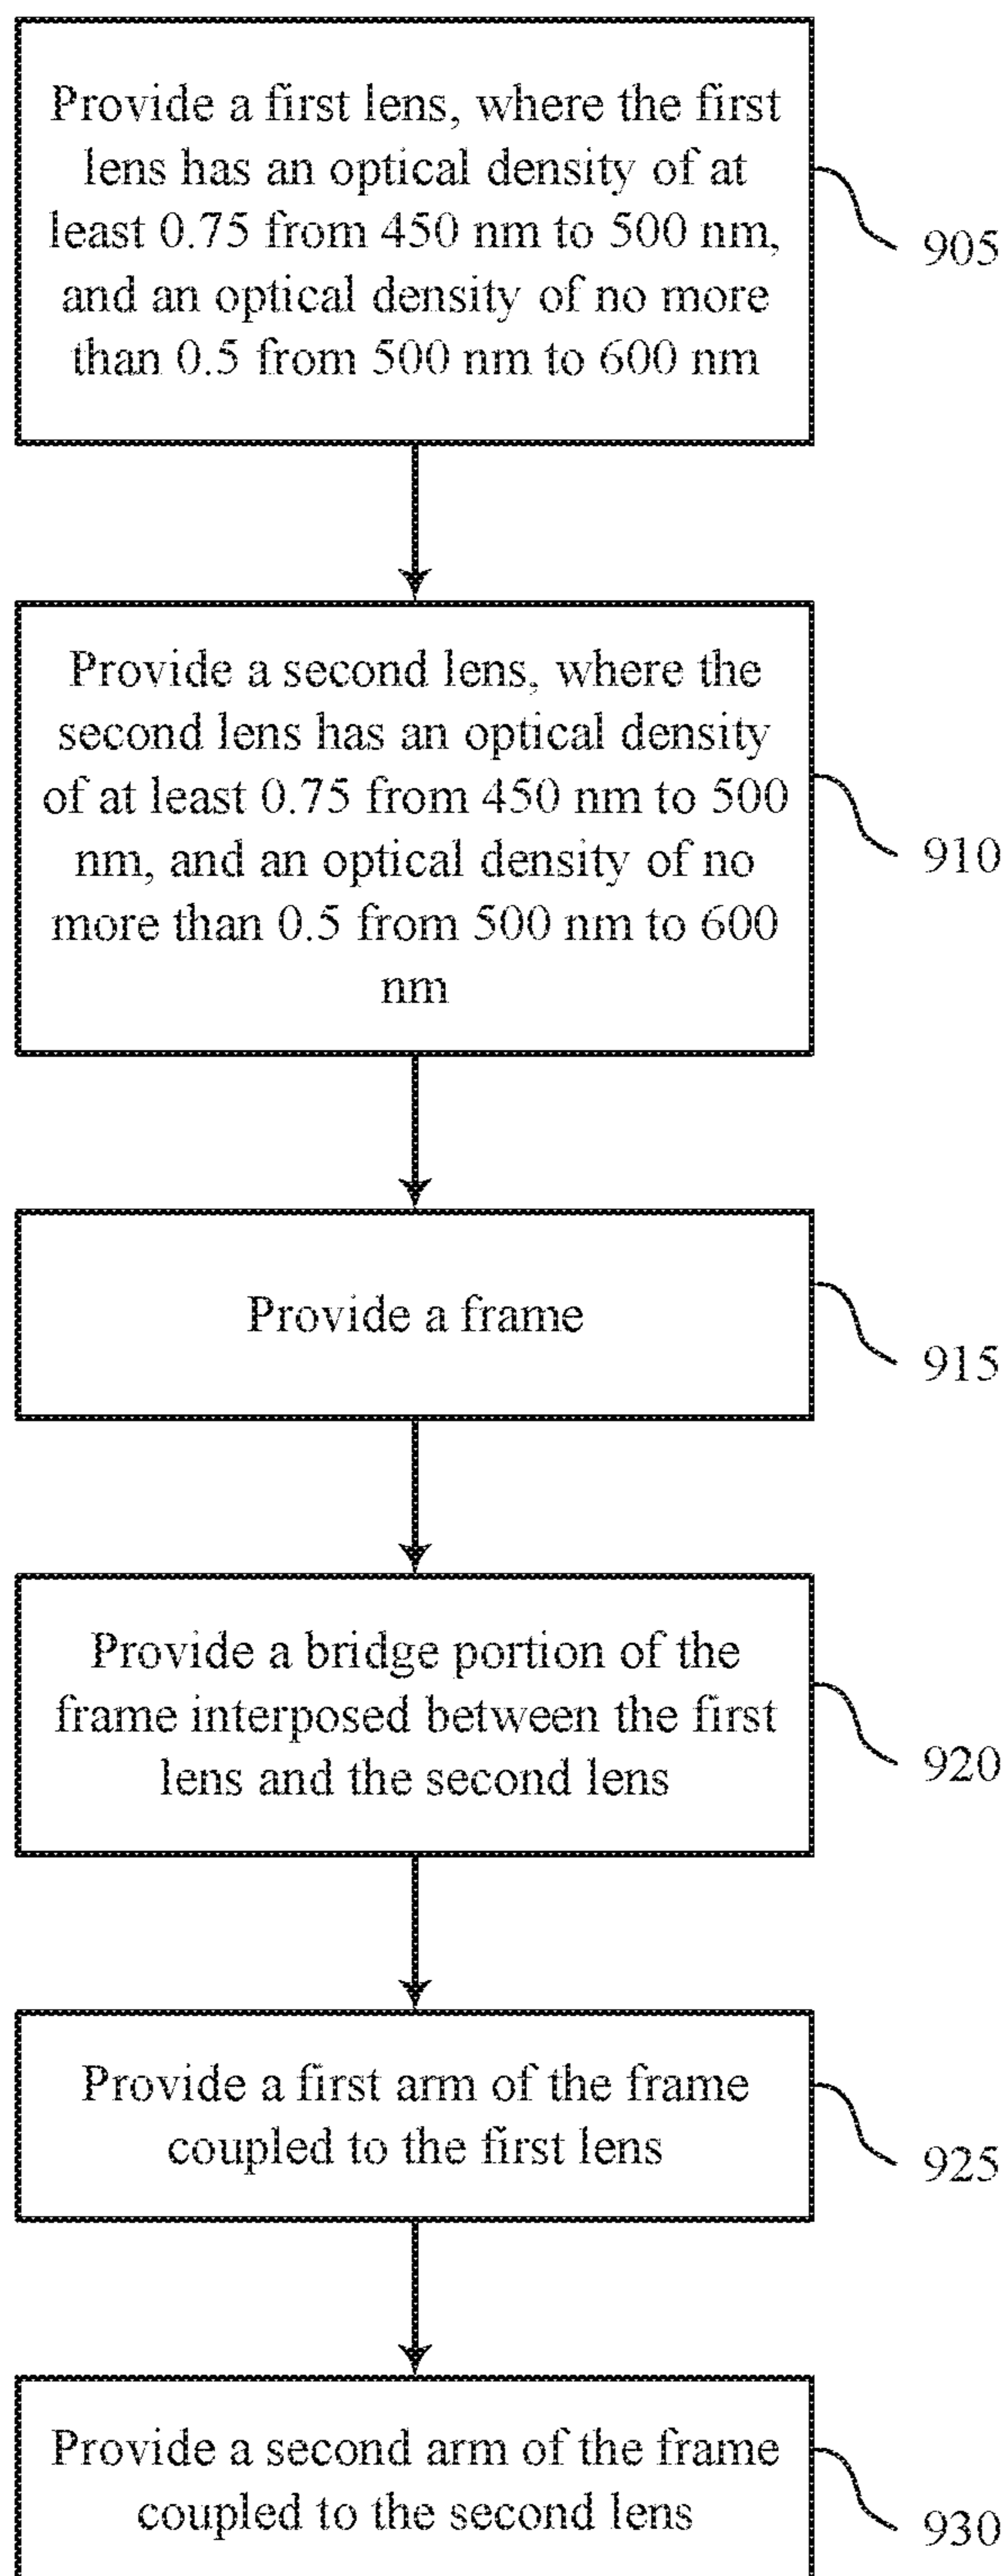 Provide a first lens, where the first
lens has an optical density of at
least 0.75 from 450 nm to 500 nm,
and an optical density of no more
than 0.5 from 500 nm to 600 nm
905
Provide a second lens, where the
second lens has an optical density
of at least 0.75 from 450 nm to 500
nm, and an optical density of no
more than 0.5 from 500 nm to 600
nm
910
Provide a frame
915
Provide a bridge portion of the
frame interposed between the first
lens and the second lens
920
Provide a first arm of the frame
coupled to the first lens
925
Provide a second arm of the frame
coupled to the second lens
930